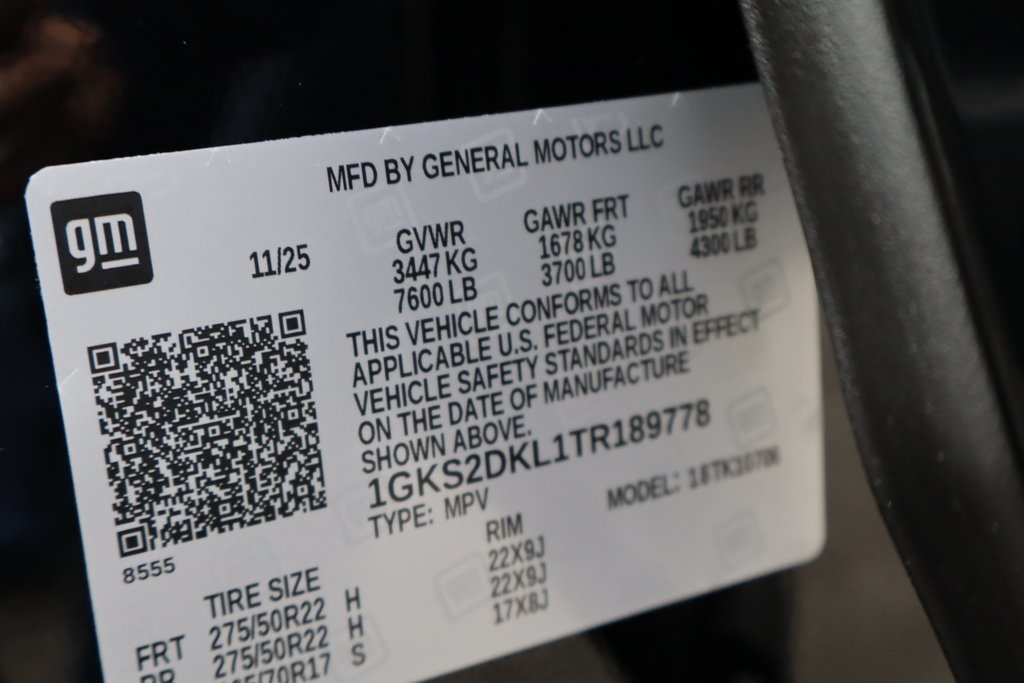 MFD BY GENERAL MOTORS LLC
gm
11/25
GVWR GAWR FRT GAWR RR
3447 KG 1678 KG 1950 KG
7600 LB 3700 LB 4300 LB
THIS VEHICLE CONFORMS TO ALL
APPLICABLE U.S. FEDERAL MOTOR
VEHICLE SAFETY STANDARDS IN EFFECT
ON THE DATE OF MANUFACTURE
SHOWN ABOVE.
1GKS2DKL1TR189778
TYPE: MPV MODEL: 18TK10706
8555
TIRE SIZE RIM
FRT 275/50R22 H 22X9J
RR 275/50R22 H 22X9J
S 17X8J